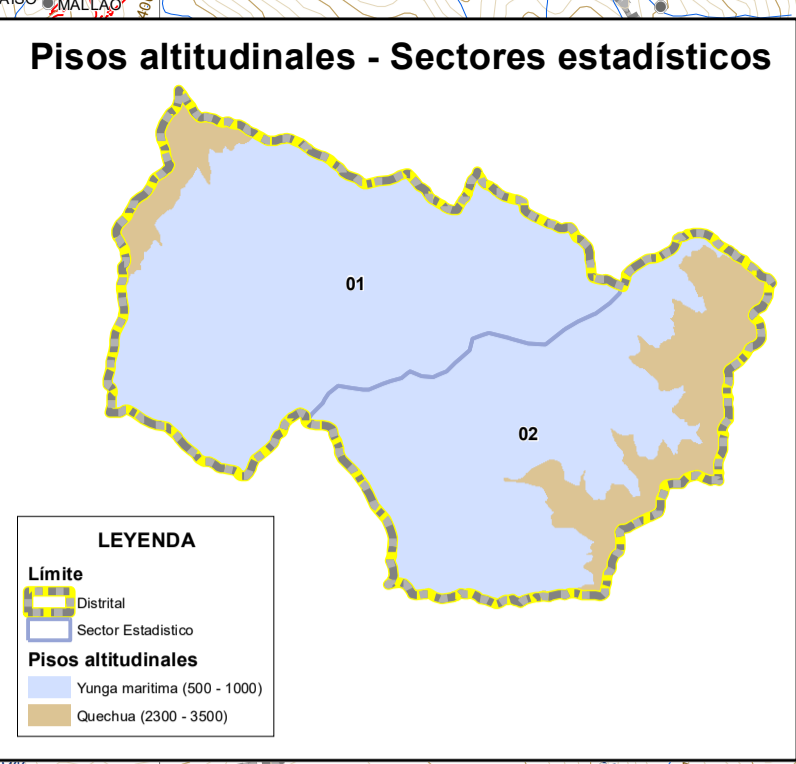 MALLAO
Pisos altitudinales - Sectores estadísticos
01
02
LEYENDA
Límite
Distrital
Sector Estadistico
Pisos altitudinales
Yunga maritima (500 - 1000)
Quechua (2300 - 3500)